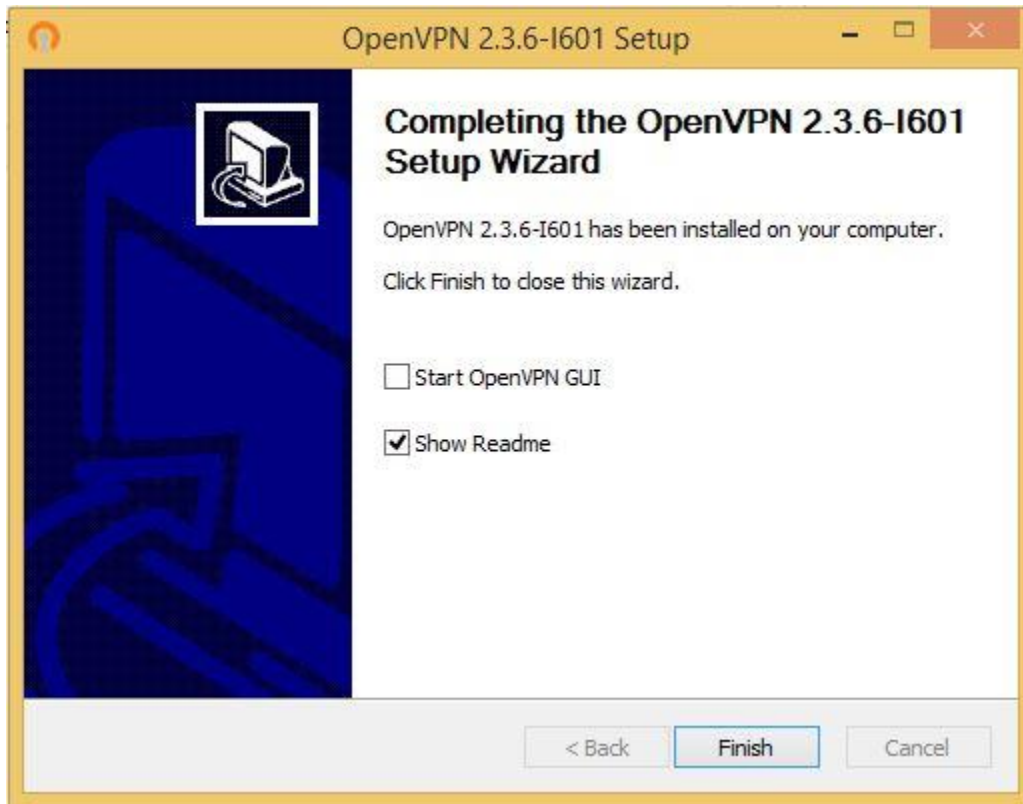 OpenVPN 2.3.6-I601 Setup
Completing the OpenVPN 2.3.6-I601
Setup Wizard
OpenVPN 2.3.6-I601 has been installed on your computer.
Click Finish to close this wizard.
Start OpenVPN GUI
Show Readme
< Back
Finish
Cancel